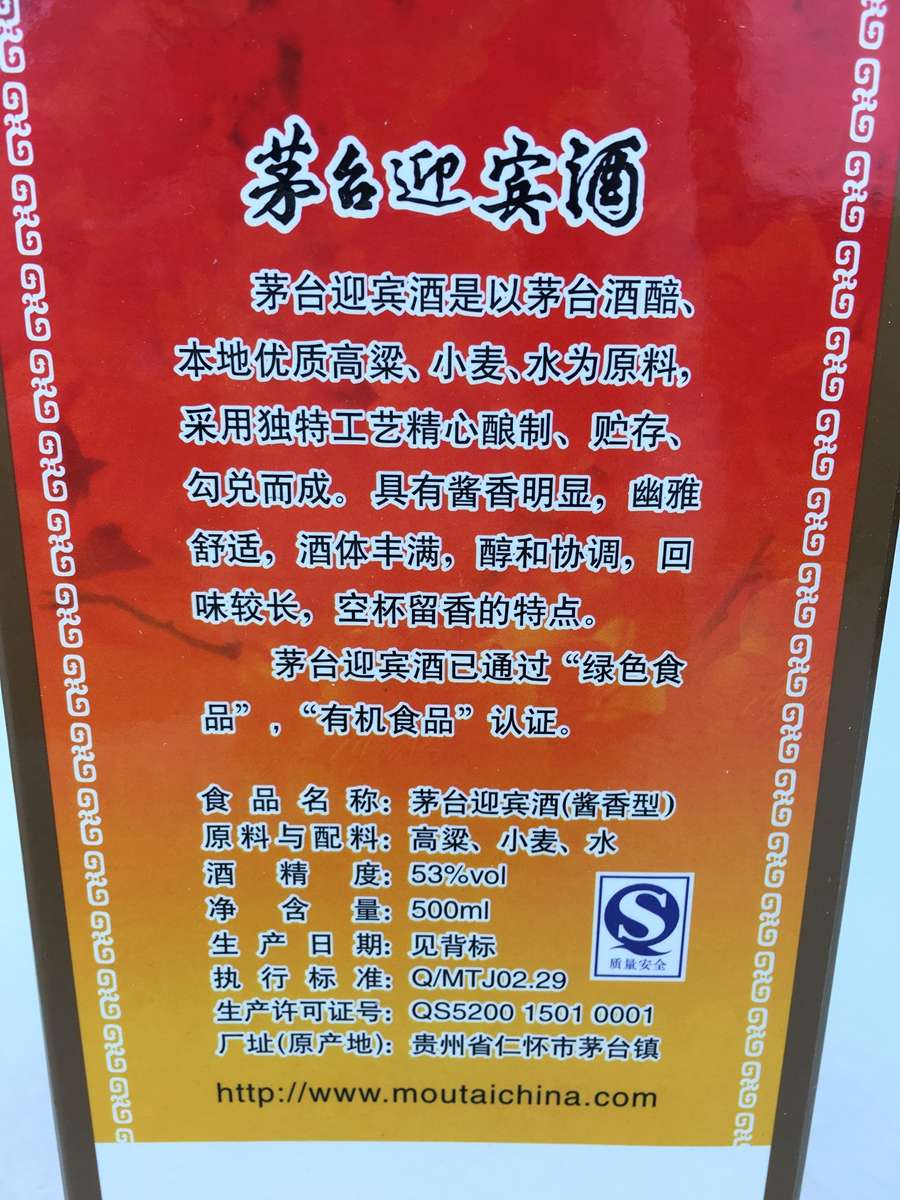 茅台迎宾酒
茅台迎宾酒是以茅台酒醅、
本地优质高粱、小麦、水为原料，
采用独特工艺精心酿制、贮存、
勾兑而成。具有酱香明显，幽雅
舒适，酒体丰满，醇和协调，回
味较长，空杯留香的特点。
茅台迎宾酒已通过“绿色食
品”，“有机食品”认证。
食品名称：茅台迎宾酒(酱香型)
原料与配料：高粱、小麦、水
酒精度：53%vol
净含量：500ml
生产日期：见背标
执行标准：Q/MTJ02.29
生产许可证号：QS5200 1501 0001
厂址(原产地)：贵州省仁怀市茅台镇
质量安全
http://www.moutaichina.com